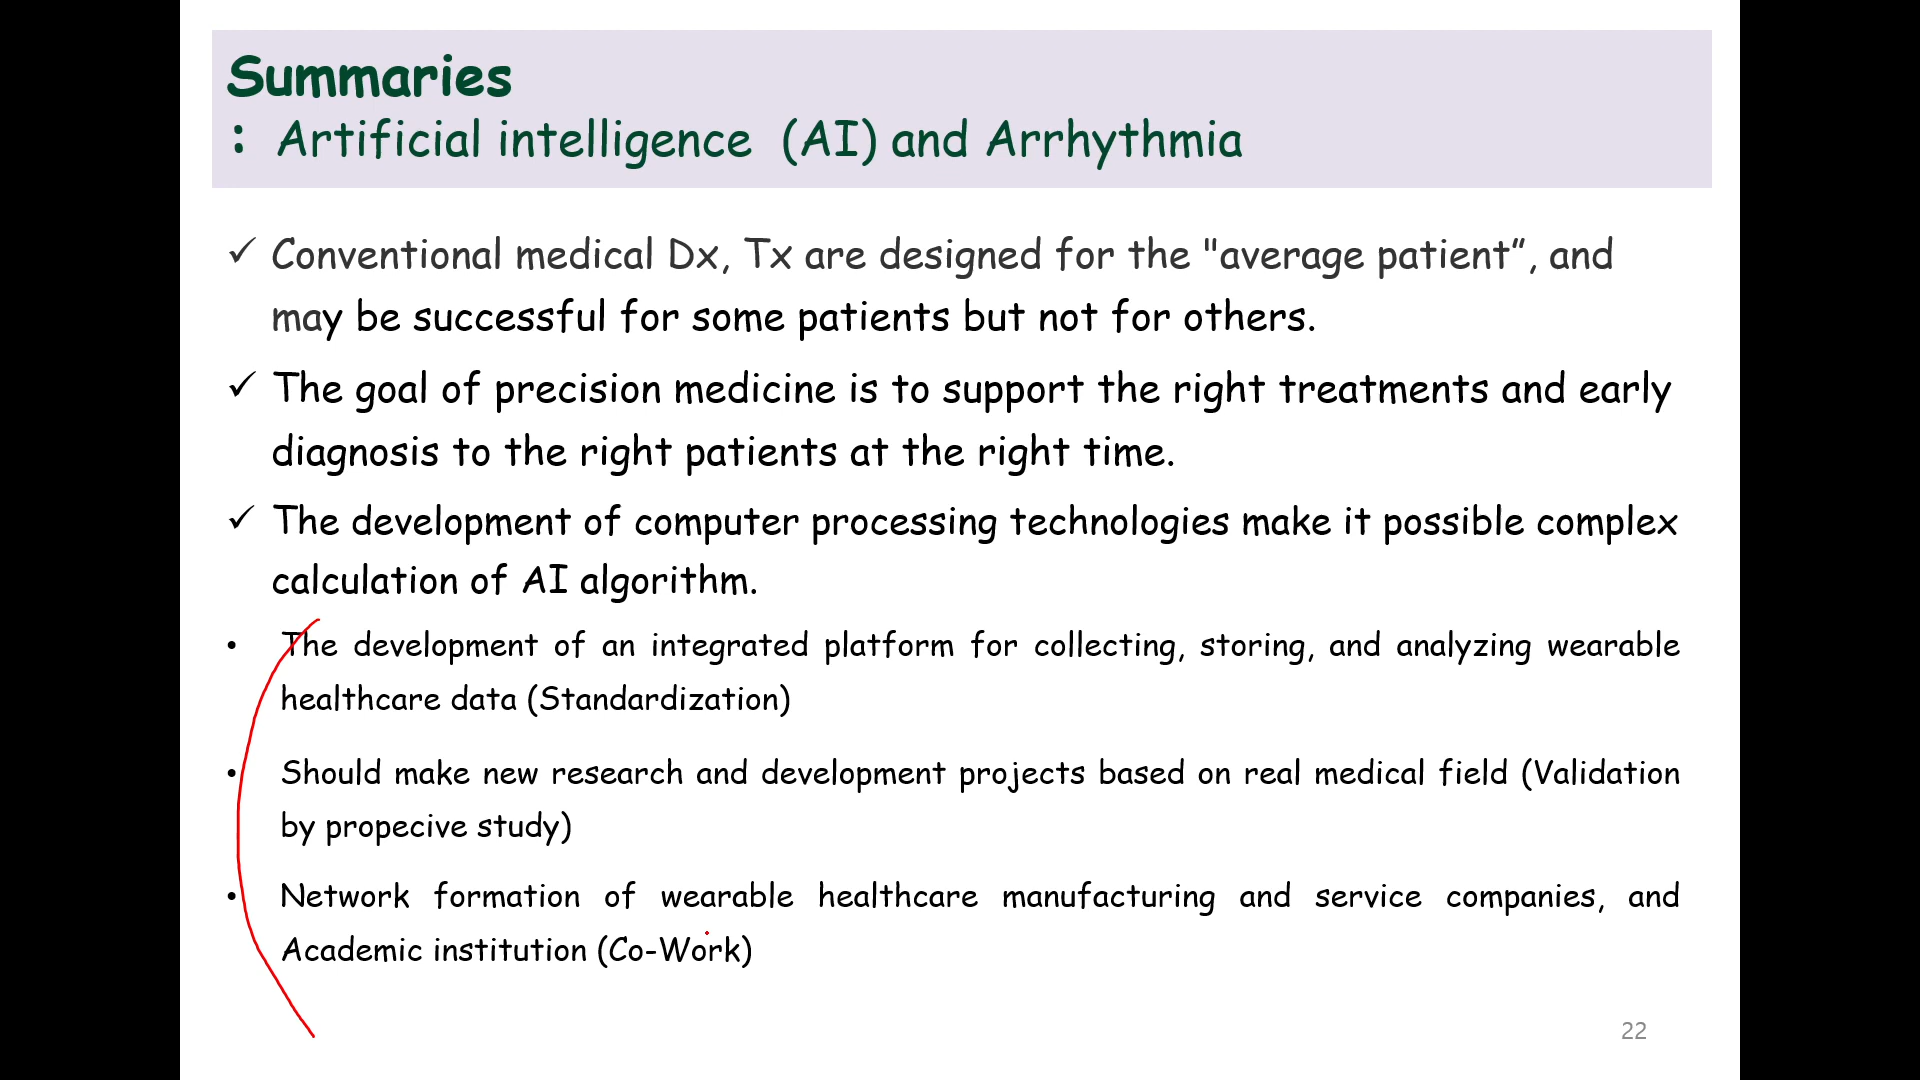 Summaries
: Artificial intelligence (AI) and Arrhythmia
✓ Conventional medical Dx, Tx are designed for the "average patient”, and
may be successful for some patients but not for others.
✓ The goal of precision medicine is to support the right treatments and early
diagnosis to the right patients at the right time.
✓ The development of computer processing technologies make it possible complex
calculation of AI algorithm.
• The development of an integrated platform for collecting, storing, and analyzing wearable
healthcare data (Standardization)
• Should make new research and development projects based on real medical field (Validation
by propecive study)
• Network formation of wearable healthcare manufacturing and service companies, and
Academic institution (Co-Work)
22